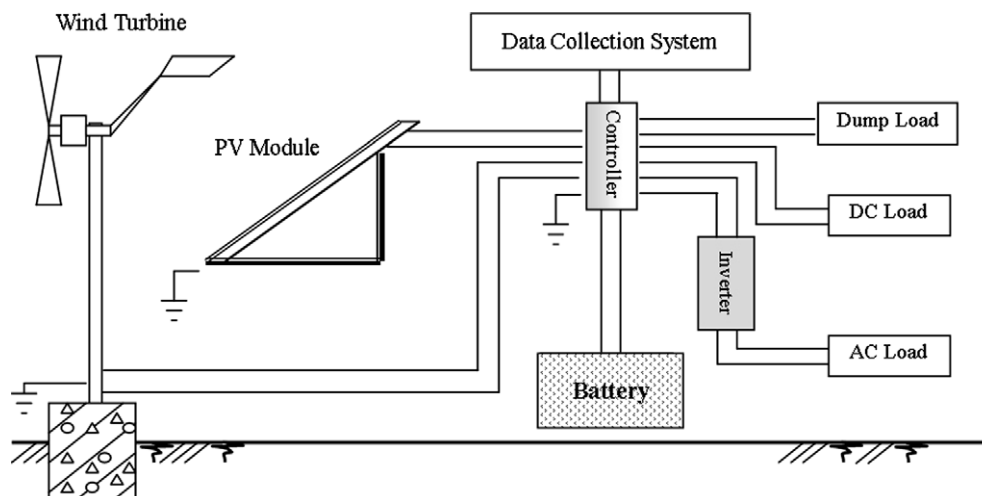 Wind Turbine
Data Collection System
PV Module
Controller
Dump Load
DC Load
Inverter
AC Load
Battery